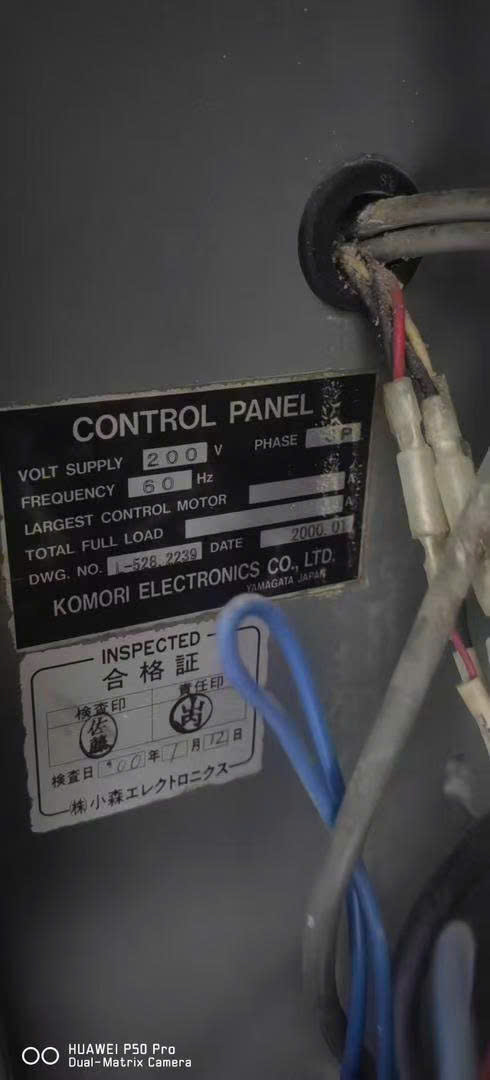 CONTROL PANEL
VOLT SUPPLY 200 V PHASE P
FREQUENCY 60 Hz
LARGEST CONTROL MOTOR A
TOTAL FULL LOAD A
DWG. NO. L-528.2239 DATE 2000.01
KOMORI ELECTRONICS CO., LTD.
YAMAGATA JAPAN
INSPECTED
合格証
検査印 責任印
佐藤
検査日 '00 年 1 月 12 日
(株)小森エレクトロニクス
HUAWEI P50 Pro
Dual-Matrix Camera